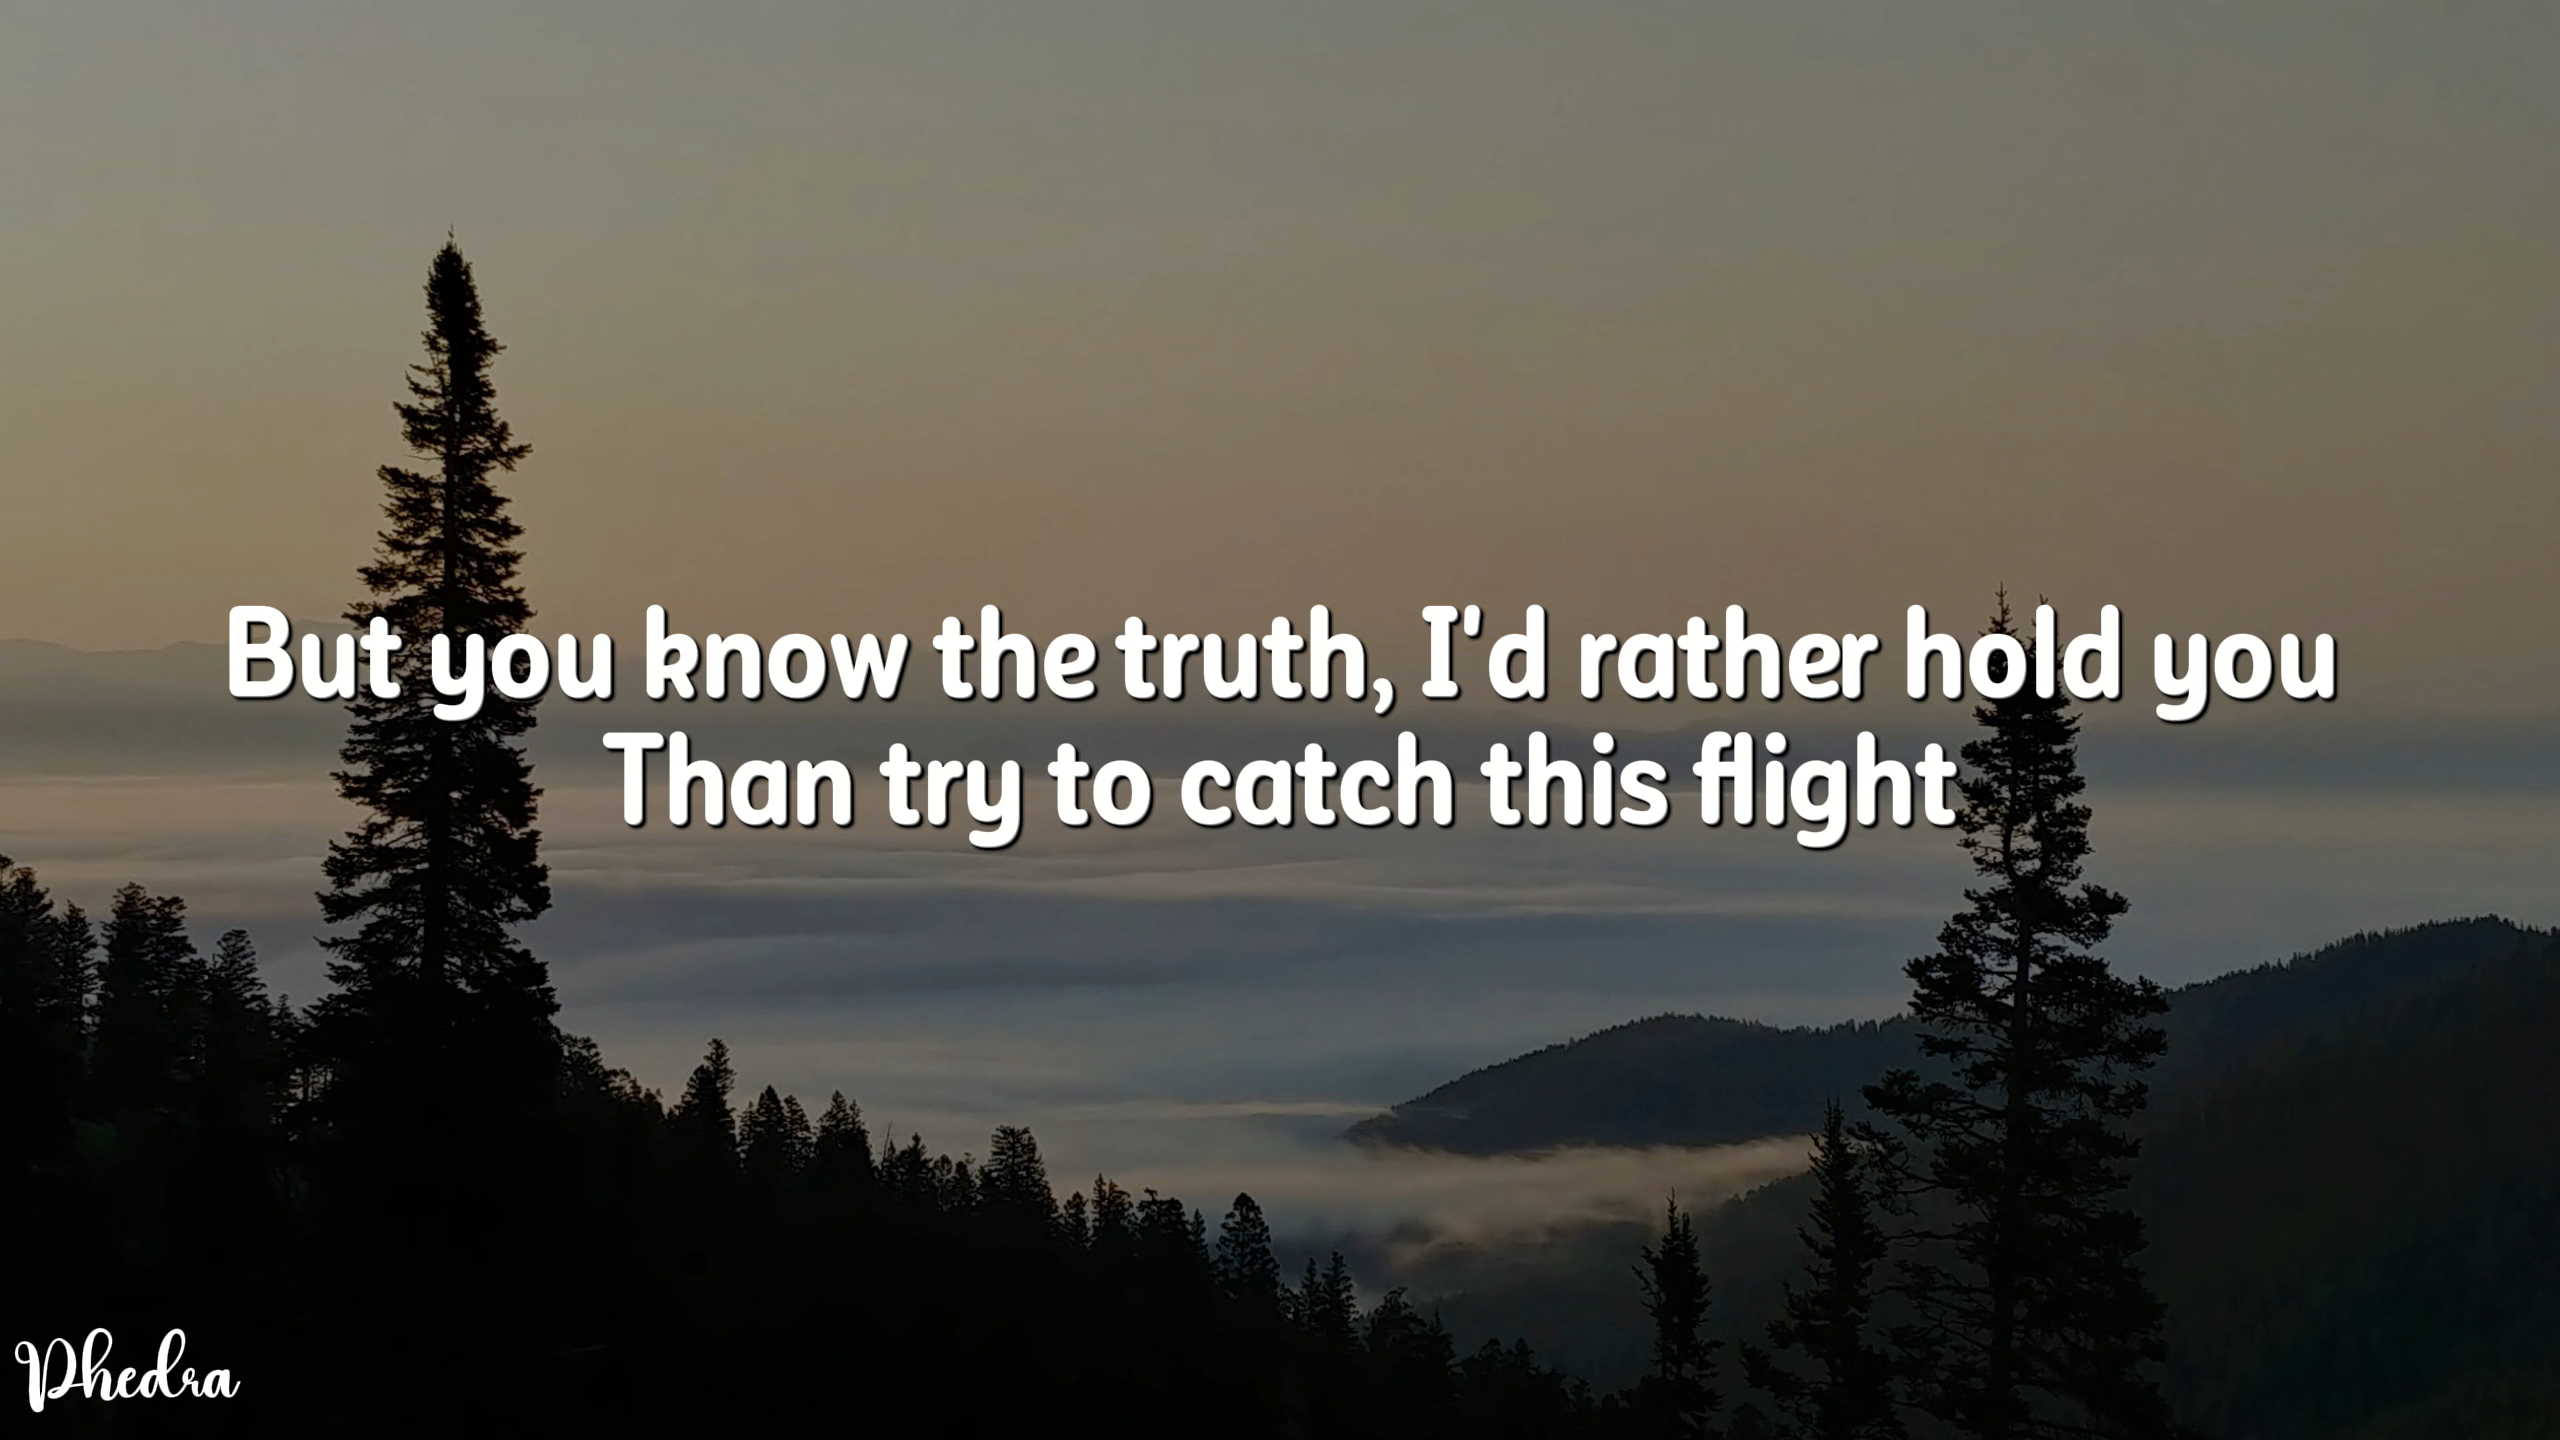 But you know the truth, I'd rather hold you
Than try to catch this flight
Phedra